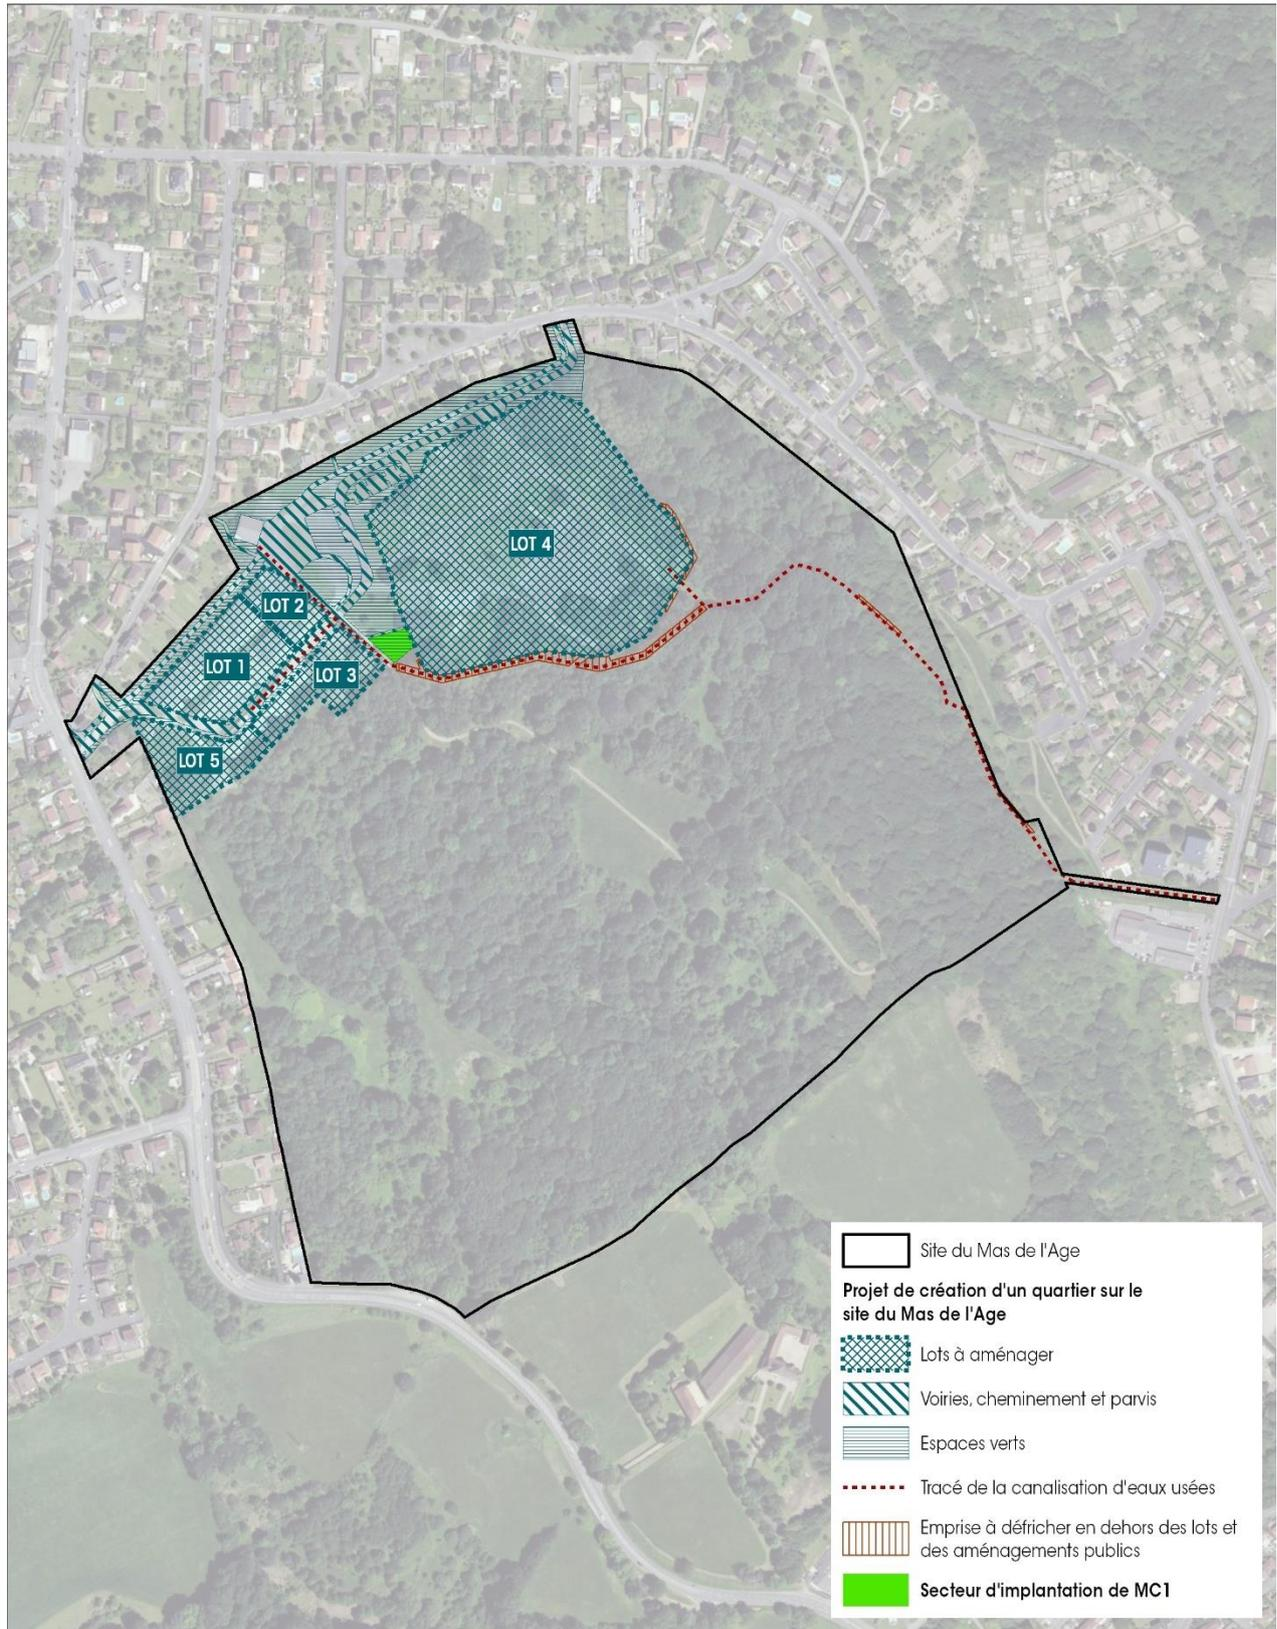 LOT 4
LOT 2
LOT 1
LOT 3
LOT 5
Site du Mas de l'Age
Projet de création d'un quartier sur le
site du Mas de l'Age
Lots à aménager
Voiries, cheminement et parvis
Espaces verts
Tracé de la canalisation d'eaux usées
Emprise à défricher en dehors des lots et
des aménagements publics
Secteur d'implantation de MC1